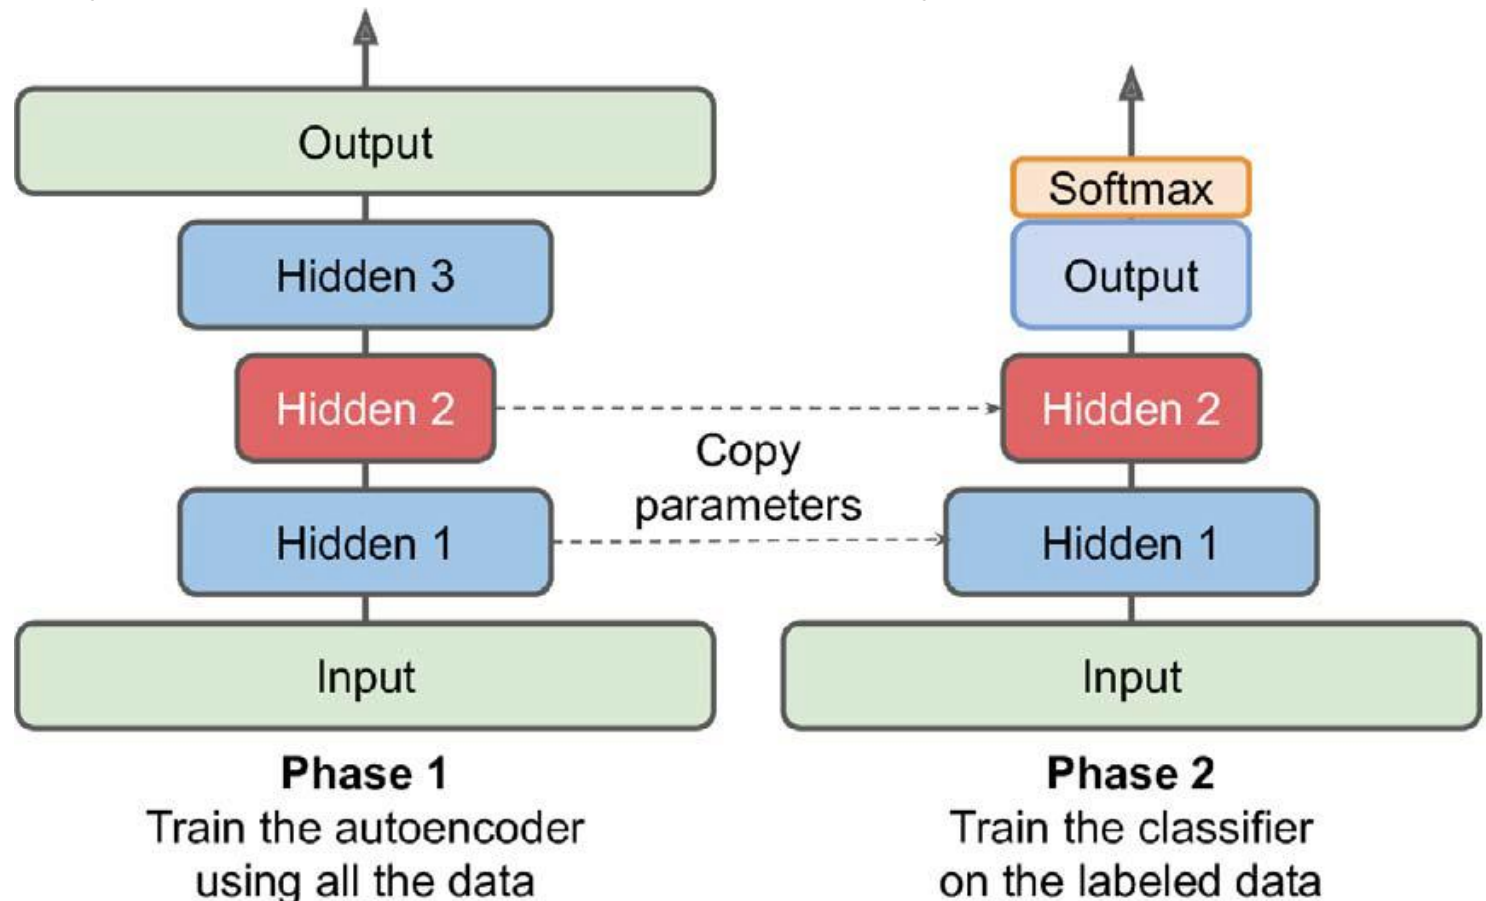 Output
Hidden 3
Hidden 2
Hidden 1
Input
Copy
parameters
Softmax
Output
Hidden 2
Hidden 1
Input
Phase 1
Train the autoencoder
using all the data
Phase 2
Train the classifier
on the labeled data